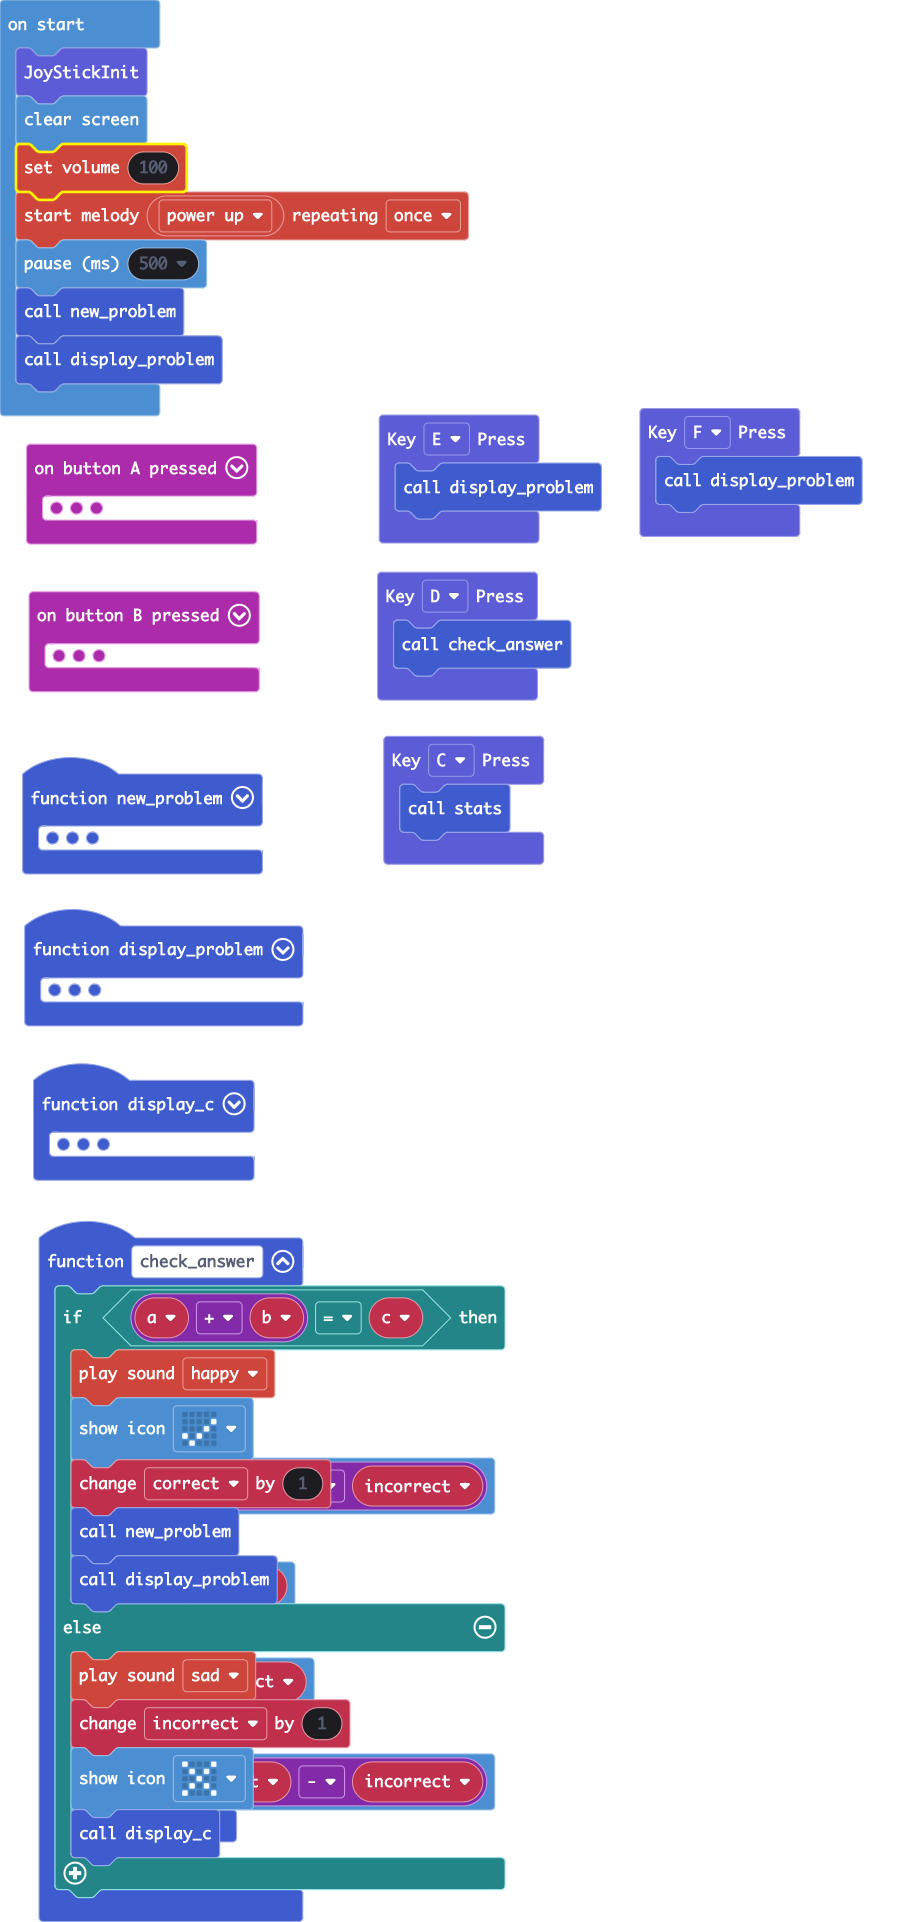 on start
JoyStickInit
clear screen
set volume 100
start melody power up repeating once
pause (ms) 500
call new_problem
call display_problem
Key E Press
call display_problem
Key F Press
call display_problem
on button A pressed
on button B pressed
Key D Press
call check_answer
Key C Press
call stats
function new_problem
function display_problem
function display_c
function check_answer
if a + b = c then
play sound happy
show icon
change correct by 1
incorrect
call new_problem
call display_problem
else
play sound sad
ct
change incorrect by 1
show icon
t - incorrect
call display_c